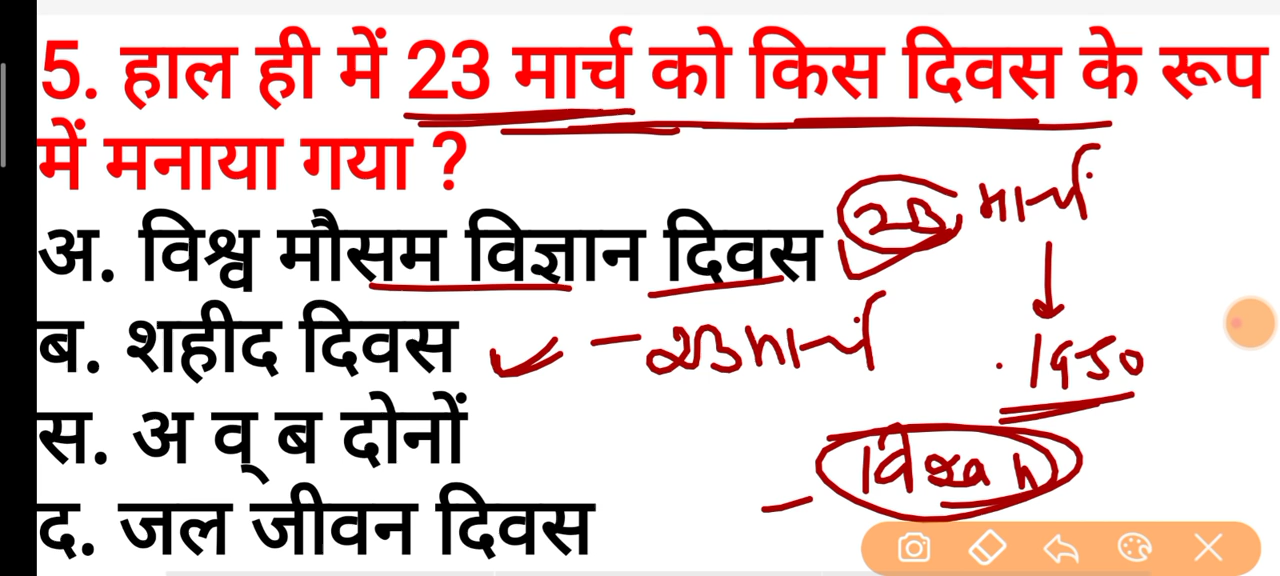 5. हाल ही में 23 मार्च को किस दिवस के रूप
में मनाया गया ?
अ. विश्व मौसम विज्ञान दिवस
23 मार्च
ब. शहीद दिवस
- 23 मार्च
1950
स. अ व् ब दोनों
द. जल जीवन दिवस